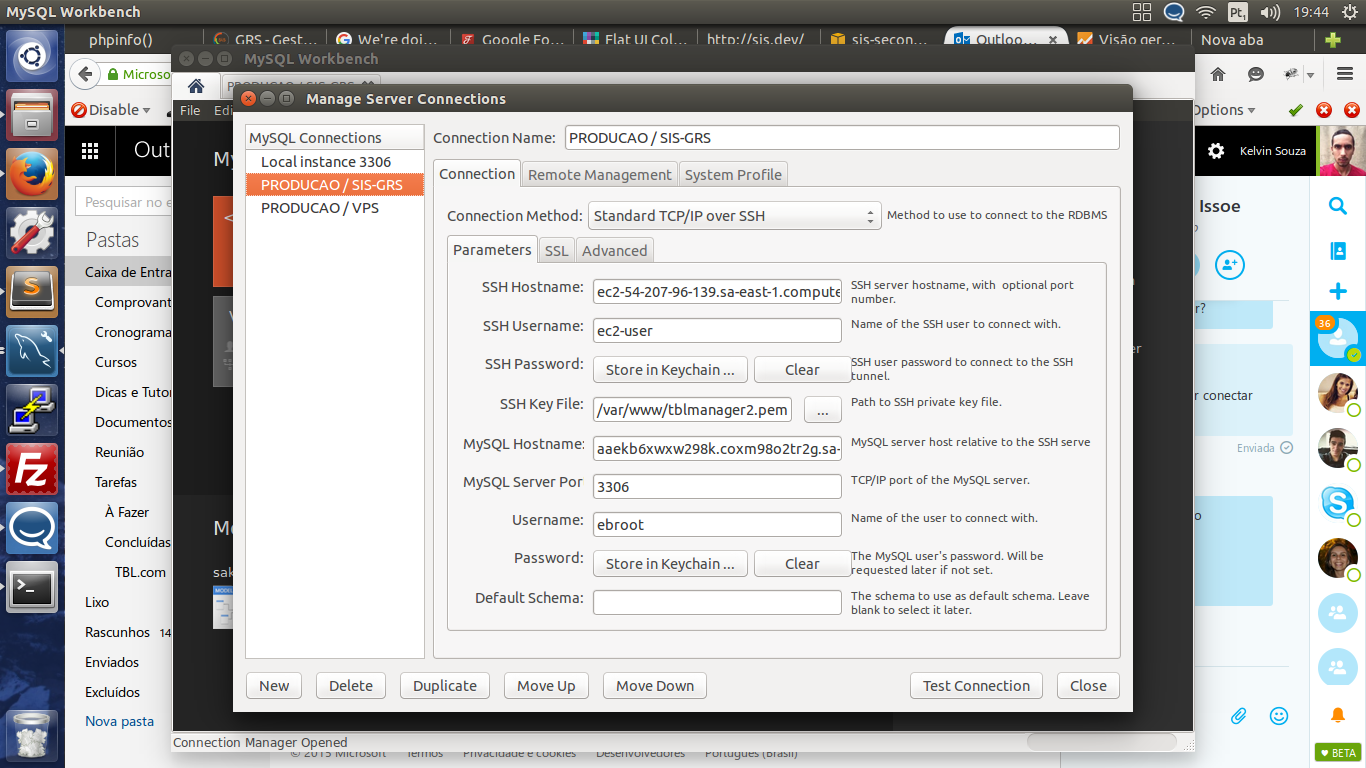 MySQL Workbench
Pt₁
19:44
phpinfo()
GRS - Gest...
We're doi...
Google Fo...
Flat UI Col...
http://sis.dev/
sis-secon...
Outloo...
Visão ger...
Nova aba
Microso
MySQL Workbench
PRODUCAO / SIS-GRS
Disable
File
Edi
Options
Manage Server Connections
Out
Kelvin Souza
MySQL Connections
Local instance 3306
PRODUCAO / SIS-GRS
PRODUCAO / VPS
Connection Name:
PRODUCAO / SIS-GRS
Connection
Remote Management
System Profile
Connection Method:
Standard TCP/IP over SSH
Method to use to connect to the RDBMS
Parameters
SSL
Advanced
SSH Hostname:
ec2-54-207-96-139.sa-east-1.compute
SSH server hostname, with optional port
number.
SSH Username:
ec2-user
Name of the SSH user to connect with.
SSH Password:
Store in Keychain ...
Clear
SSH user password to connect to the SSH
tunnel.
SSH Key File:
/var/www/tblmanager2.pem
...
Path to SSH private key file.
MySQL Hostname:
aaekb6xwxw298k.coxm98o2tr2g.sa-
MySQL server host relative to the SSH serve
MySQL Server Por
3306
TCP/IP port of the MySQL server.
Username:
ebroot
Name of the user to connect with.
Password:
Store in Keychain ...
Clear
The MySQL user's password. Will be
requested later if not set.
Default Schema:
The schema to use as default schema. Leave
blank to select it later.
New
Delete
Duplicate
Move Up
Move Down
Test Connection
Close
Pesquisar no e
Pastas
Caixa de Entra
Comprovant
Cronograma
Cursos
Dicas e Tutor
Documentos
Reunião
Tarefas
À Fazer
Concluídas
TBL.com
Lixo
Rascunhos 14
Enviados
Excluídos
Nova pasta
My
Mo
sak
Issoe
r?
er
r conectar
Enviada
o
36
BETA
Connection Manager Opened
© 2015 Microsoft
Termos
Privacidade e cookies
Desenvolvedores
Português (Brasil)